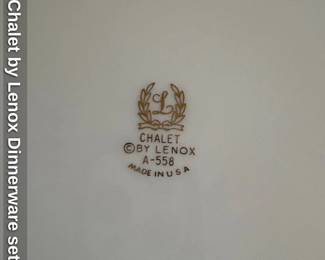 Chalet by Lenox Dinnerware set
L
CHALET
© BY LENOX
A-558
MADE IN USA